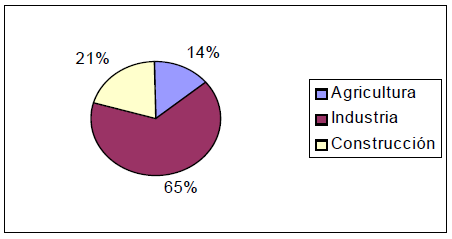 21%
14%
65%
Agricultura
Industria
Construcción